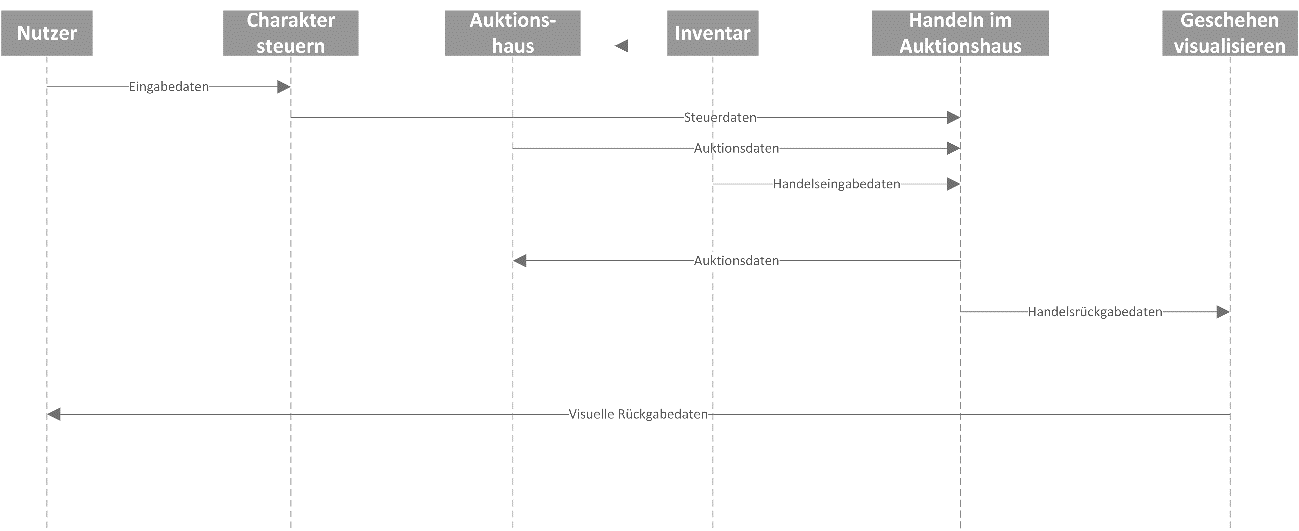 Nutzer
Charakter
steuern
Auktions-
haus
Inventar
Handeln im
Auktionshaus
Geschehen
visualisieren
Eingabedaten
Steuerdaten
Auktionsdaten
Handelseingabedaten
Auktionsdaten
Handelsrückgabedaten
Visuelle Rückgabedaten